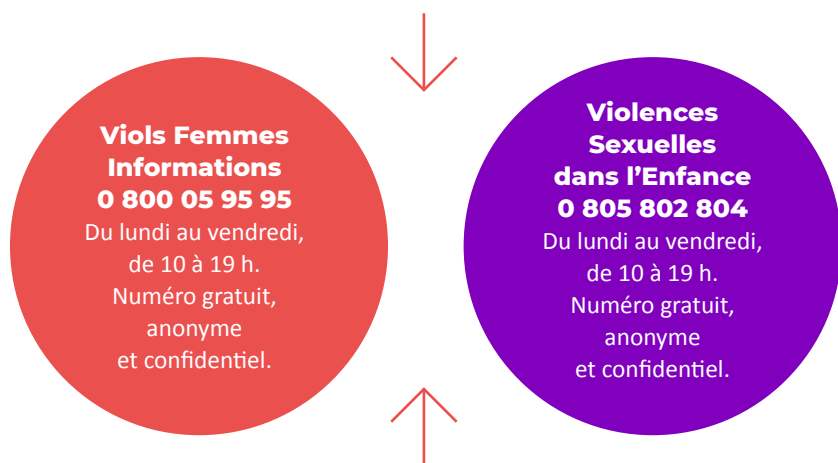 Viols Femmes
Informations
0 800 05 95 95
Du lundi au vendredi,
de 10 à 19 h.
Numéro gratuit,
anonyme
et confidentiel.
Violences
Sexuelles
dans l’Enfance
0 805 802 804
Du lundi au vendredi,
de 10 à 19 h.
Numéro gratuit,
anonyme
et confidentiel.